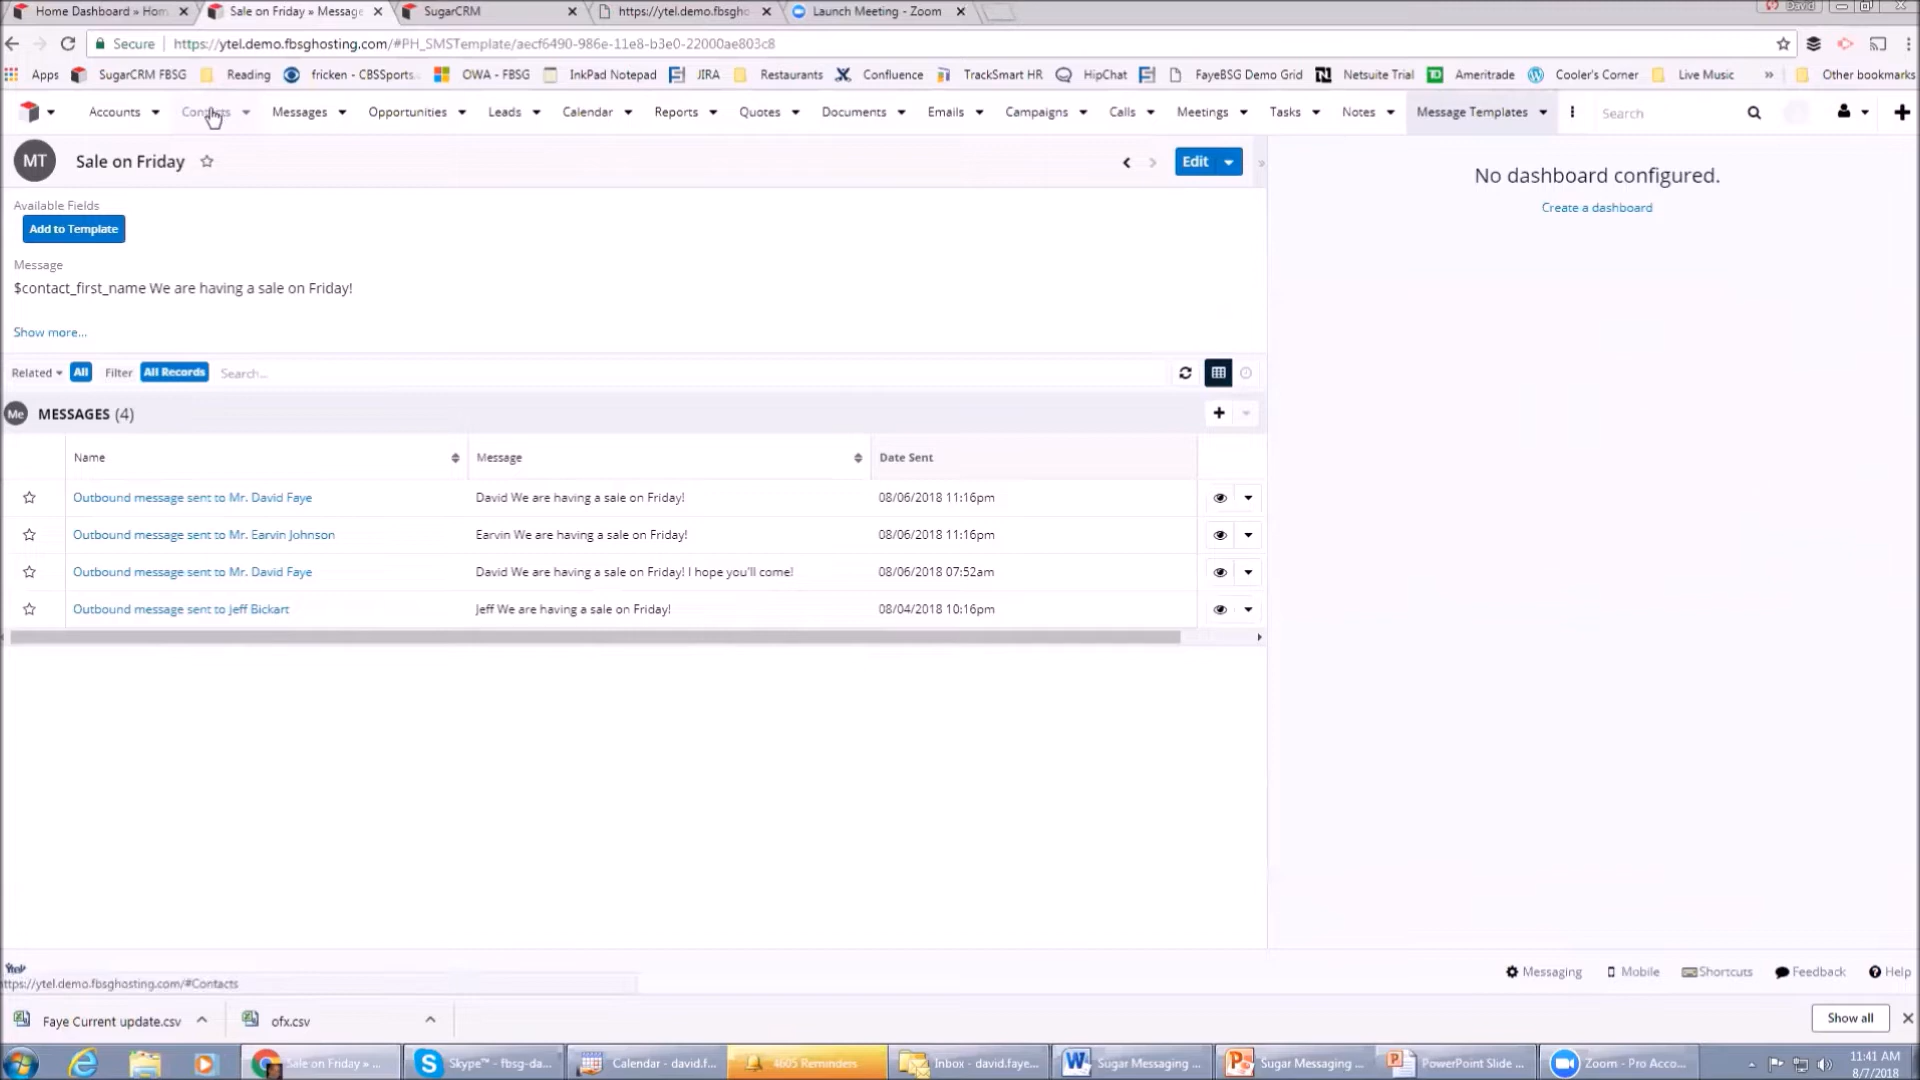 Home Dashboard » Hom
Sale on Friday » Message
SugarCRM
https://ytel.demo.fbsgho
Launch Meeting - Zoom
David
Secure
https://ytel.demo.fbsghosting.com/#PH_SMSTemplate/aecf6490-986e-11e8-b3e0-22000ae803c8
Apps
SugarCRM FBSG
Reading
fricken - CBSSports.
OWA - FBSG
InkPad Notepad
JIRA
Restaurants
Confluence
TrackSmart HR
HipChat
FayeBSG Demo Grid
Netsuite Trial
Ameritrade
Cooler's Corner
Live Music
»
Other bookmarks
Accounts
Contacts
Messages
Opportunities
Leads
Calendar
Reports
Quotes
Documents
Emails
Campaigns
Calls
Meetings
Tasks
Notes
Message Templates
Search
MT
Sale on Friday
Edit
»
No dashboard configured.
Create a dashboard
Available Fields
Add to Template
Message
$contact_first_name We are having a sale on Friday!
Show more...
Related
All
Filter
All Records
Search...
Me
MESSAGES (4)
Name
Message
Date Sent
Outbound message sent to Mr. David Faye
David We are having a sale on Friday!
08/06/2018 11:16pm
Outbound message sent to Mr. Earvin Johnson
Earvin We are having a sale on Friday!
08/06/2018 11:16pm
Outbound message sent to Mr. David Faye
David We are having a sale on Friday! I hope you'll come!
08/06/2018 07:52am
Outbound message sent to Jeff Bickart
Jeff We are having a sale on Friday!
08/04/2018 10:16pm
Ytel
Messaging
Mobile
Shortcuts
Feedback
Help
https://ytel.demo.fbsghosting.com/#Contacts
Faye Current update.csv
ofx.csv
Show all
Sale on Friday » ...
Skype™ - fbsg-da...
Calendar - david.f...
4605 Reminders
Inbox - david.faye...
Sugar Messaging ...
Sugar Messaging ...
PowerPoint Slide ...
Zoom - Pro Acco...
11:41 AM
8/7/2018